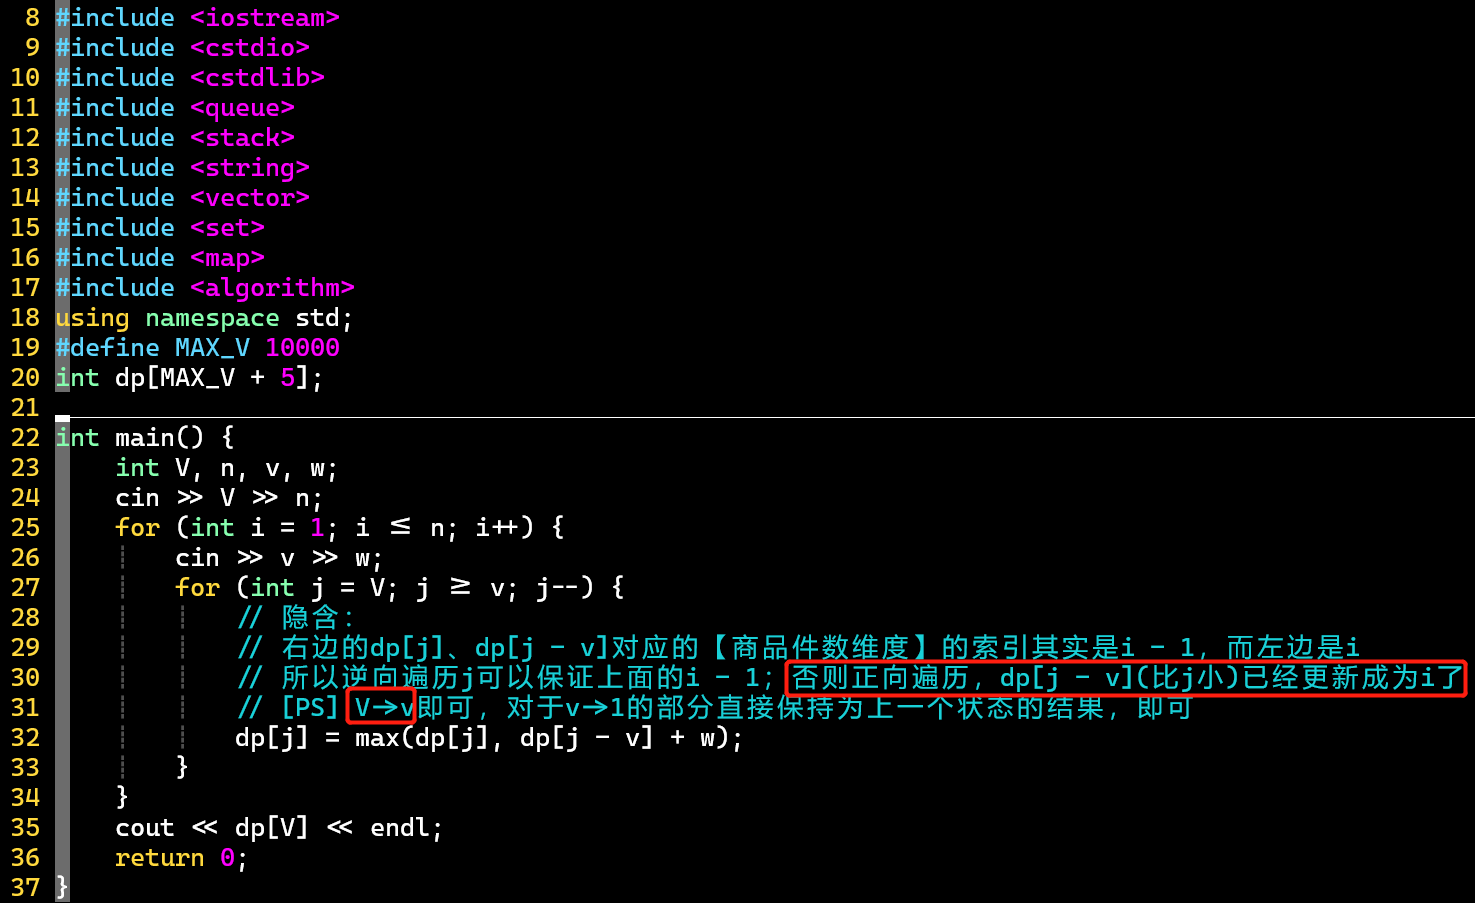 8 #include <iostream>
9 #include <cstdio>
10 #include <cstdlib>
11 #include <queue>
12 #include <stack>
13 #include <string>
14 #include <vector>
15 #include <set>
16 #include <map>
17 #include <algorithm>
18 using namespace std;
19 #define MAX_V 10000
20 int dp[MAX_V + 5];
21
22 int main() {
23     int V, n, v, w;
24     cin >> V >> n;
25     for (int i = 1; i <= n; i++) {
26         cin >> v >> w;
27         for (int j = V; j >= v; j--) {
28             // 隐含：
29             // 右边的dp[j]、dp[j - v]对应的【商品件数维度】的索引其实是i - 1，而左边是i
30             // 所以逆向遍历j可以保证上面的i - 1；否则正向遍历，dp[j - v](比j小)已经更新成为i了
31             // [PS] V->v即可，对于v->1的部分直接保持为上一个状态的结果，即可
32             dp[j] = max(dp[j], dp[j - v] + w);
33         }
34     }
35     cout << dp[V] << endl;
36     return 0;
37 }